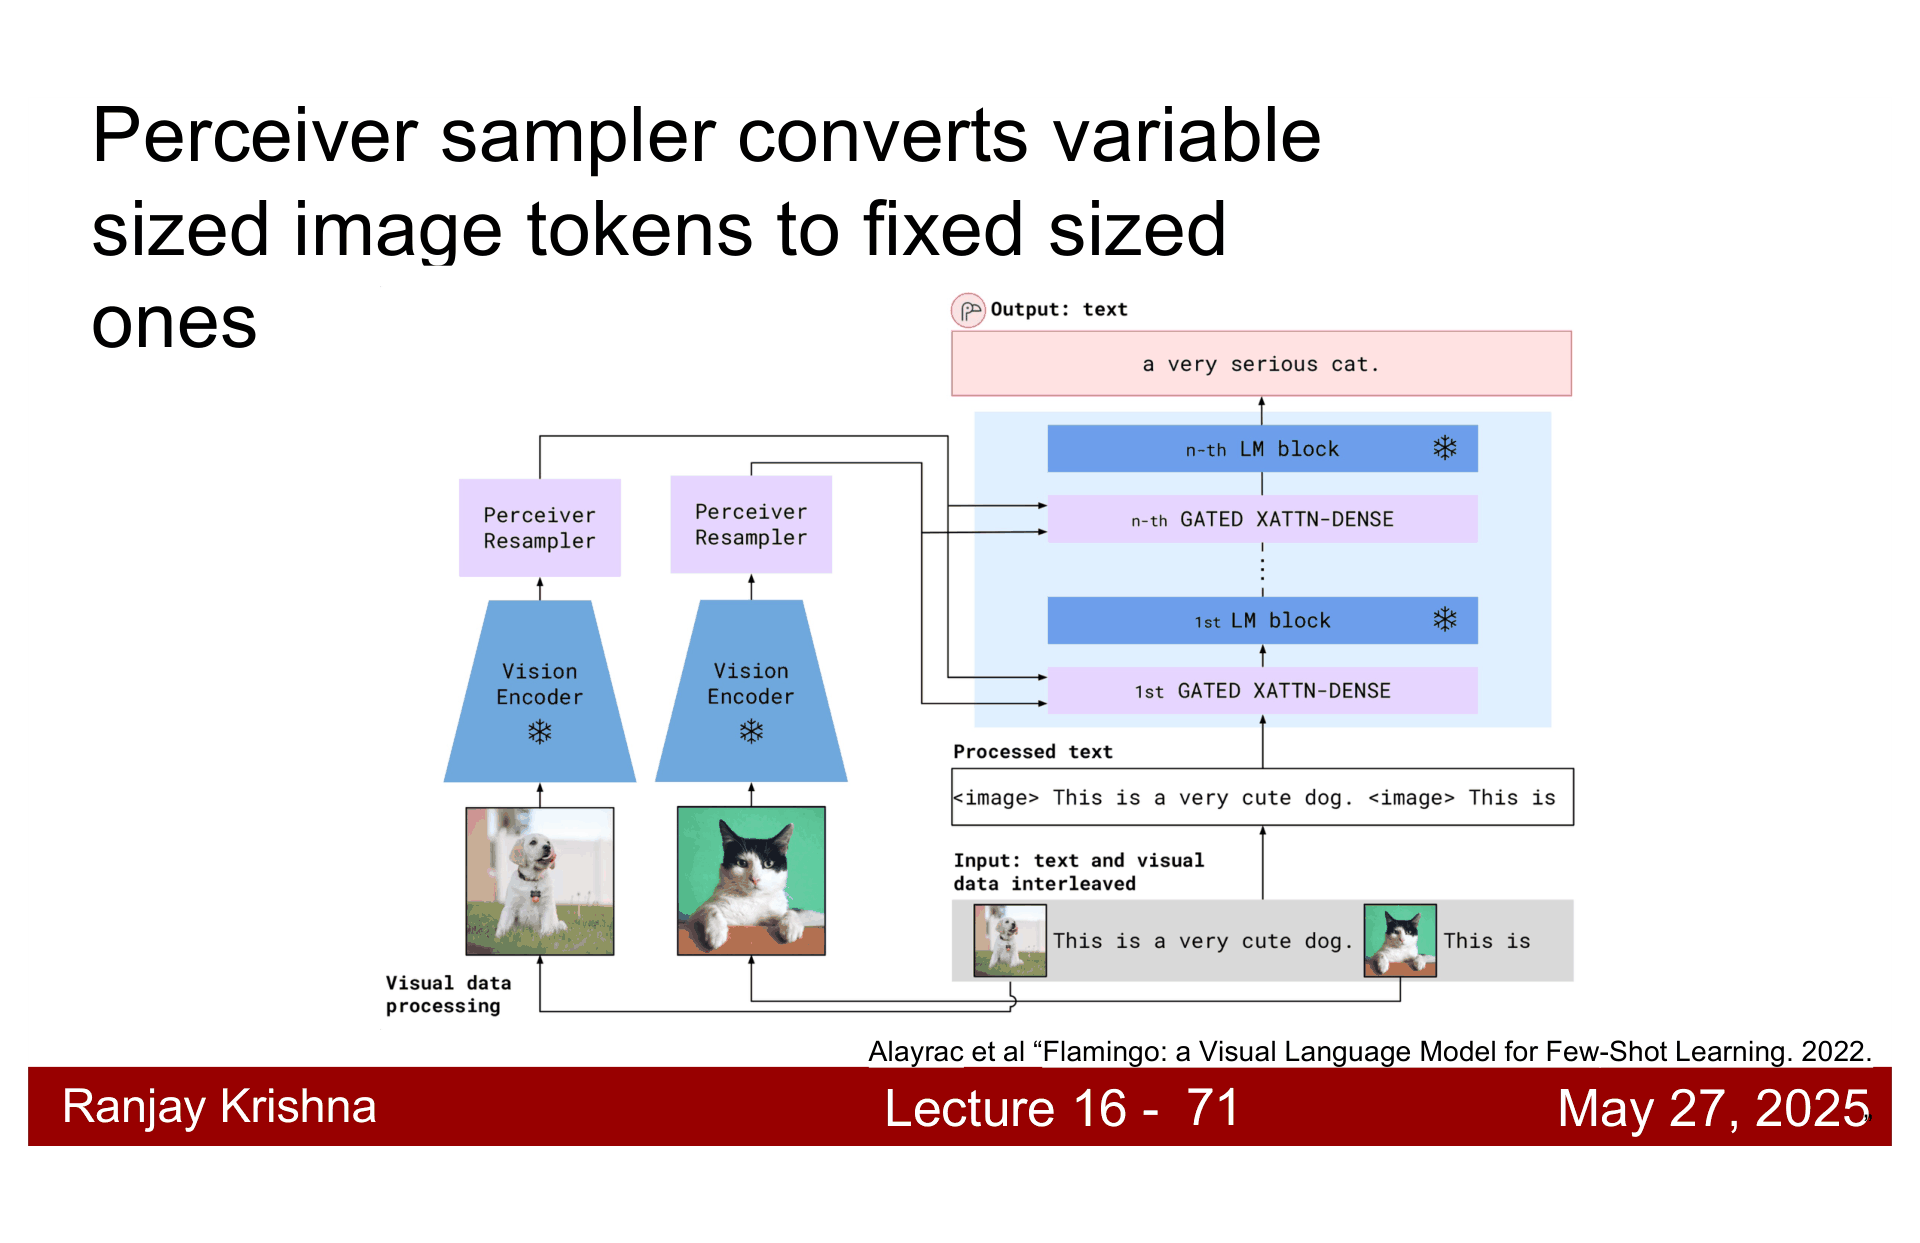 Perceiver sampler converts variable
sized image tokens to fixed sized
ones
Output: text
a very serious cat.
n-th LM block
n-th GATED XATTN-DENSE
1st LM block
1st GATED XATTN-DENSE
Perceiver
Resampler
Perceiver
Resampler
Vision
Encoder
Vision
Encoder
Processed text
<image> This is a very cute dog. <image> This is
Input: text and visual
data interleaved
This is a very cute dog.
This is
Visual data
processing
Alayrac et al “Flamingo: a Visual Language Model for Few-Shot Learning. 2022.
”
Ranjay Krishna
Lecture 16 - 71
May 27, 2025